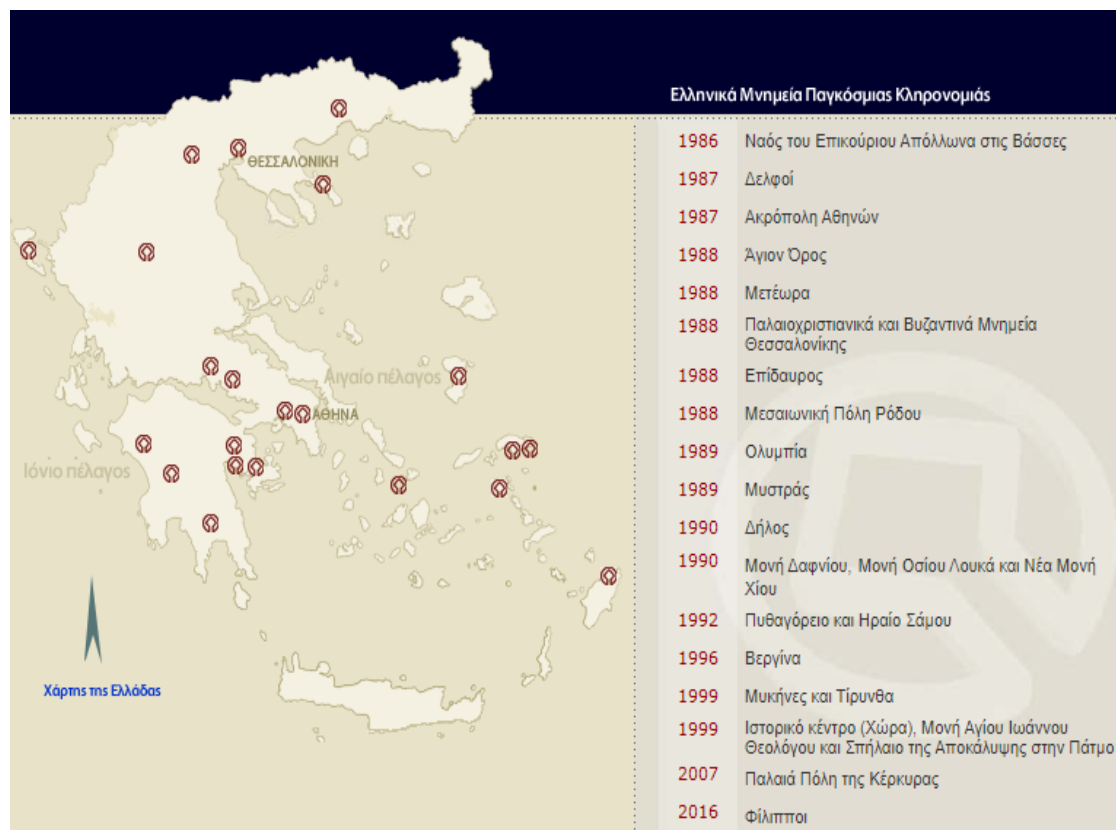 Ελληνικά Μνημεία Παγκόσμιας Κληρονομιάς
ΘΕΣΣΑΛΟΝΙΚΗ
Αιγαίο πέλαγος
ΑΘΗΝΑ
Ιόνιο πέλαγος
Χάρτης της Ελλάδας
1986 Ναός του Επικούριου Απόλλωνα στις Βάσσες
1987 Δελφοί
1987 Ακρόπολη Αθηνών
1988 Άγιον Όρος
1988 Μετέωρα
1988 Παλαιοχριστιανικά και Βυζαντινά Μνημεία
Θεσσαλονίκης
1988 Επίδαυρος
1988 Μεσαιωνική Πόλη Ρόδου
1989 Ολυμπία
1989 Μυστράς
1990 Δήλος
1990 Μονή Δαφνίου, Μονή Οσίου Λουκά και Νέα Μονή
Χίου
1992 Πυθαγόρειο και Ηραίο Σάμου
1996 Βεργίνα
1999 Μυκήνες και Τίρυνθα
1999 Ιστορικό κέντρο (Χώρα), Μονή Αγίου Ιωάννου
Θεολόγου και Σπήλαιο της Αποκάλυψης στην Πάτμο
2007 Παλαιά Πόλη της Κέρκυρας
2016 Φίλιπποι